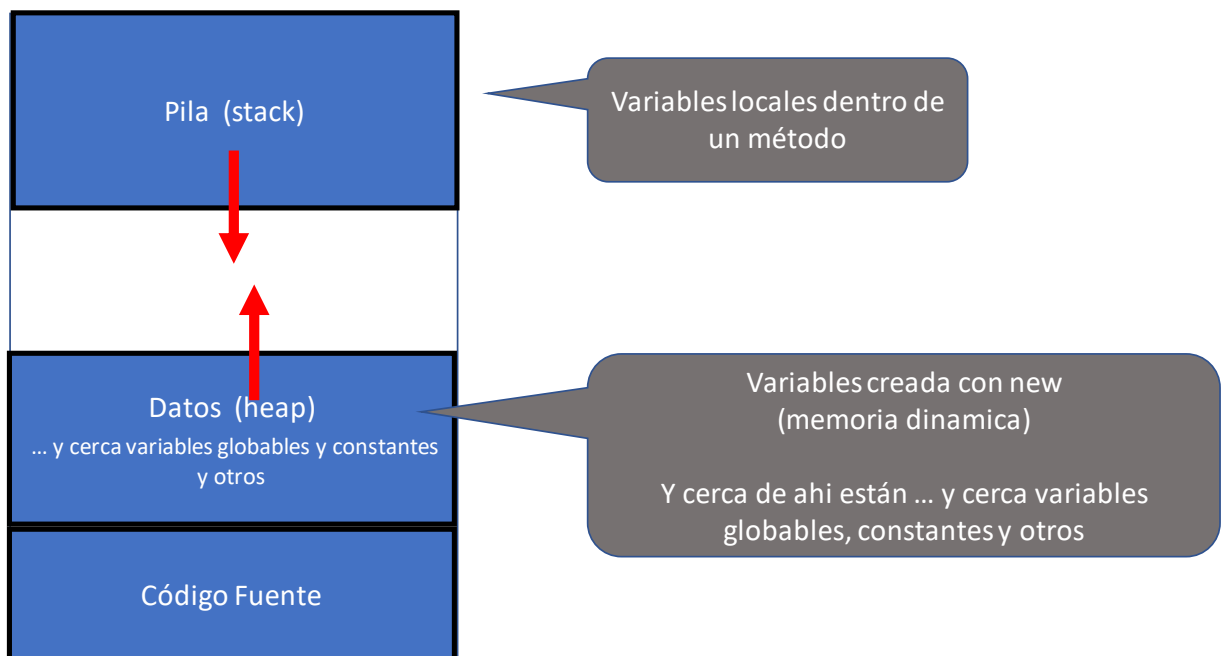 Pila (stack)
Variables locales dentro de
un método
Datos (heap)
... y cerca variables globables y constantes
y otros
Variables creada con new
(memoria dinamica)
Y cerca de ahi están ... y cerca variables
globables, constantes y otros
Código Fuente